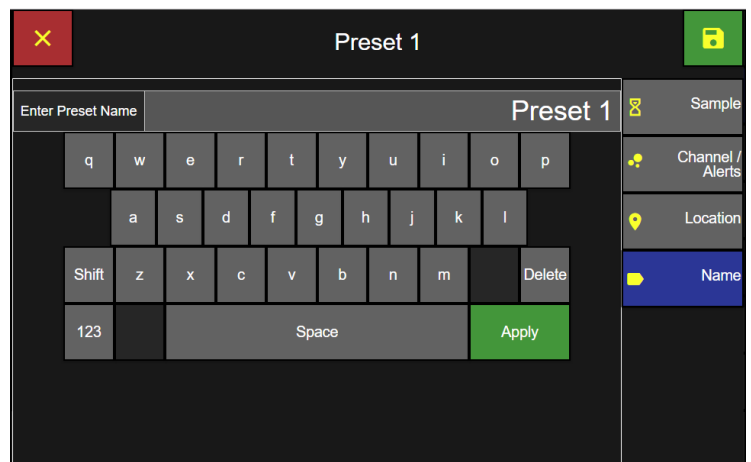 Preset 1
Enter Preset Name
Preset 1
q w e r t y u i o p
a s d f g h j k l
Shift z x c v b n m Delete
123 Space Apply
Sample
Channel /
Alerts
Location
Name